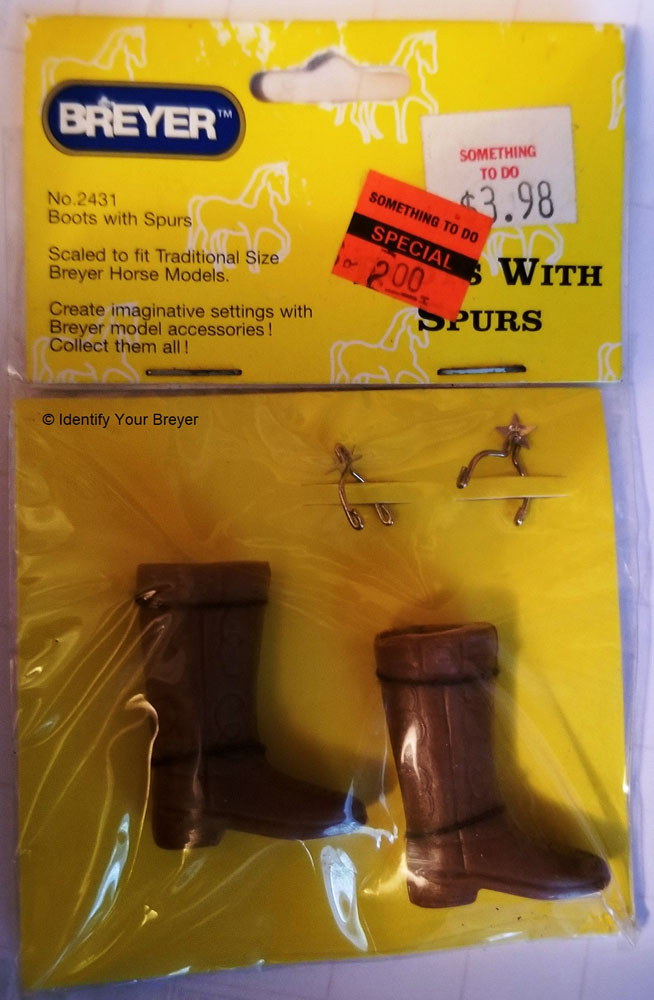 BREYER™
No.2431
Boots with Spurs
Scaled to fit Traditional Size
Breyer Horse Models.
Create imaginative settings with
Breyer model accessories!
Collect them all!
SOMETHING
TO DO
$3.98
SOMETHING TO DO
SPECIAL
2.00
S WITH
SPURS
© Identify Your Breyer